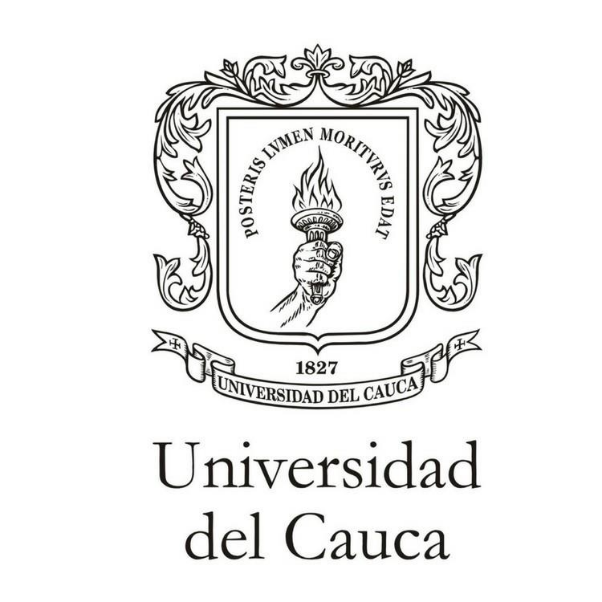 POSTERIS LVMEN MORITVRVS EDAT
1827
UNIVERSIDAD DEL CAUCA
Universidad
del Cauca